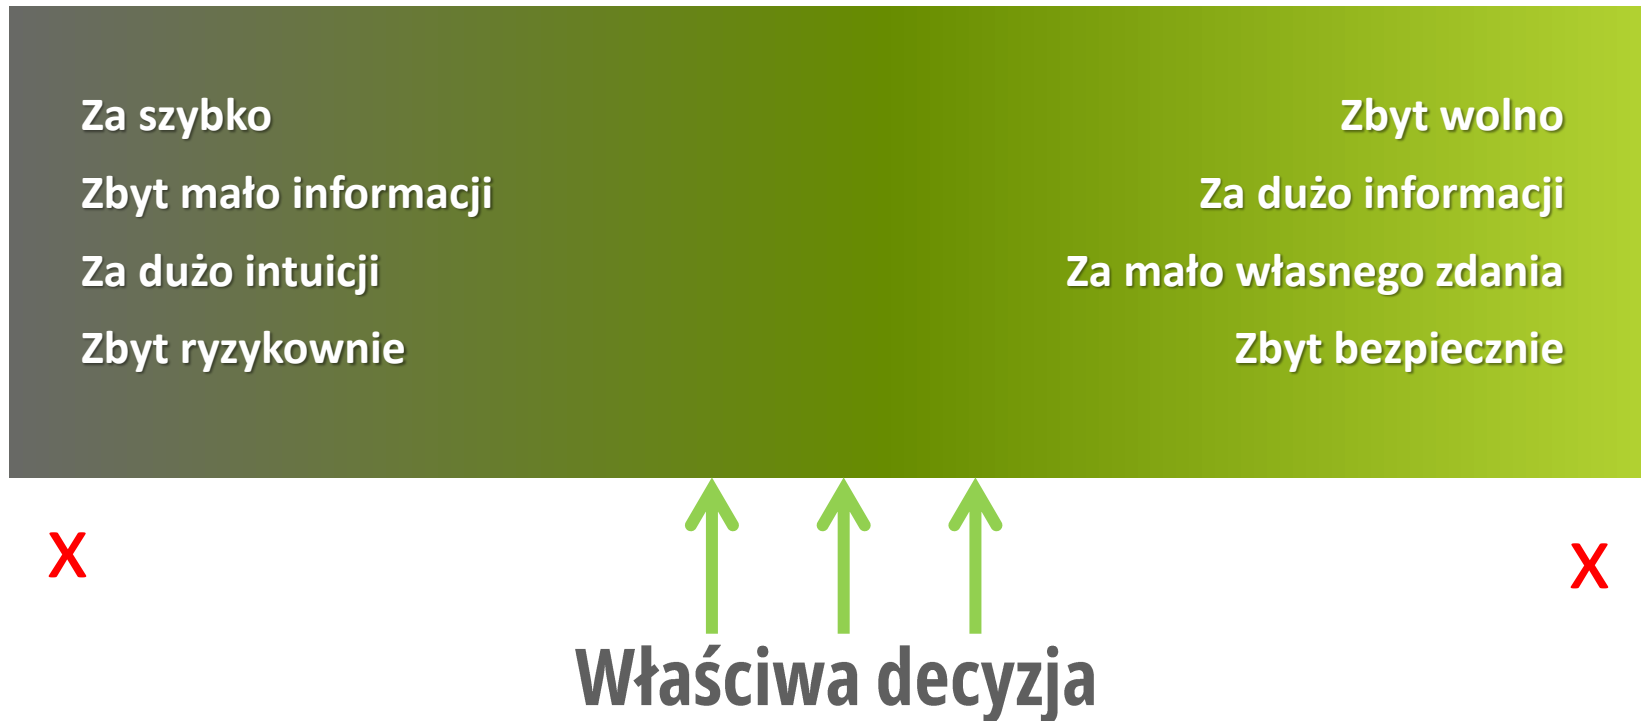 Za szybko
Zbyt mało informacji
Za dużo intuicji
Zbyt ryzykownie
Zbyt wolno
Za dużo informacji
Za mało własnego zdania
Zbyt bezpiecznie
X
X
Właściwa decyzja